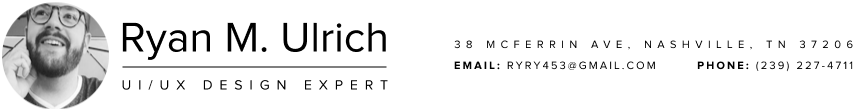 Ryan M. Ulrich
UI/UX DESIGN EXPERT
38 MCFERRIN AVE, NASHVILLE, TN 37206
EMAIL: RYRY453@GMAIL.COM PHONE: (239) 227-4711